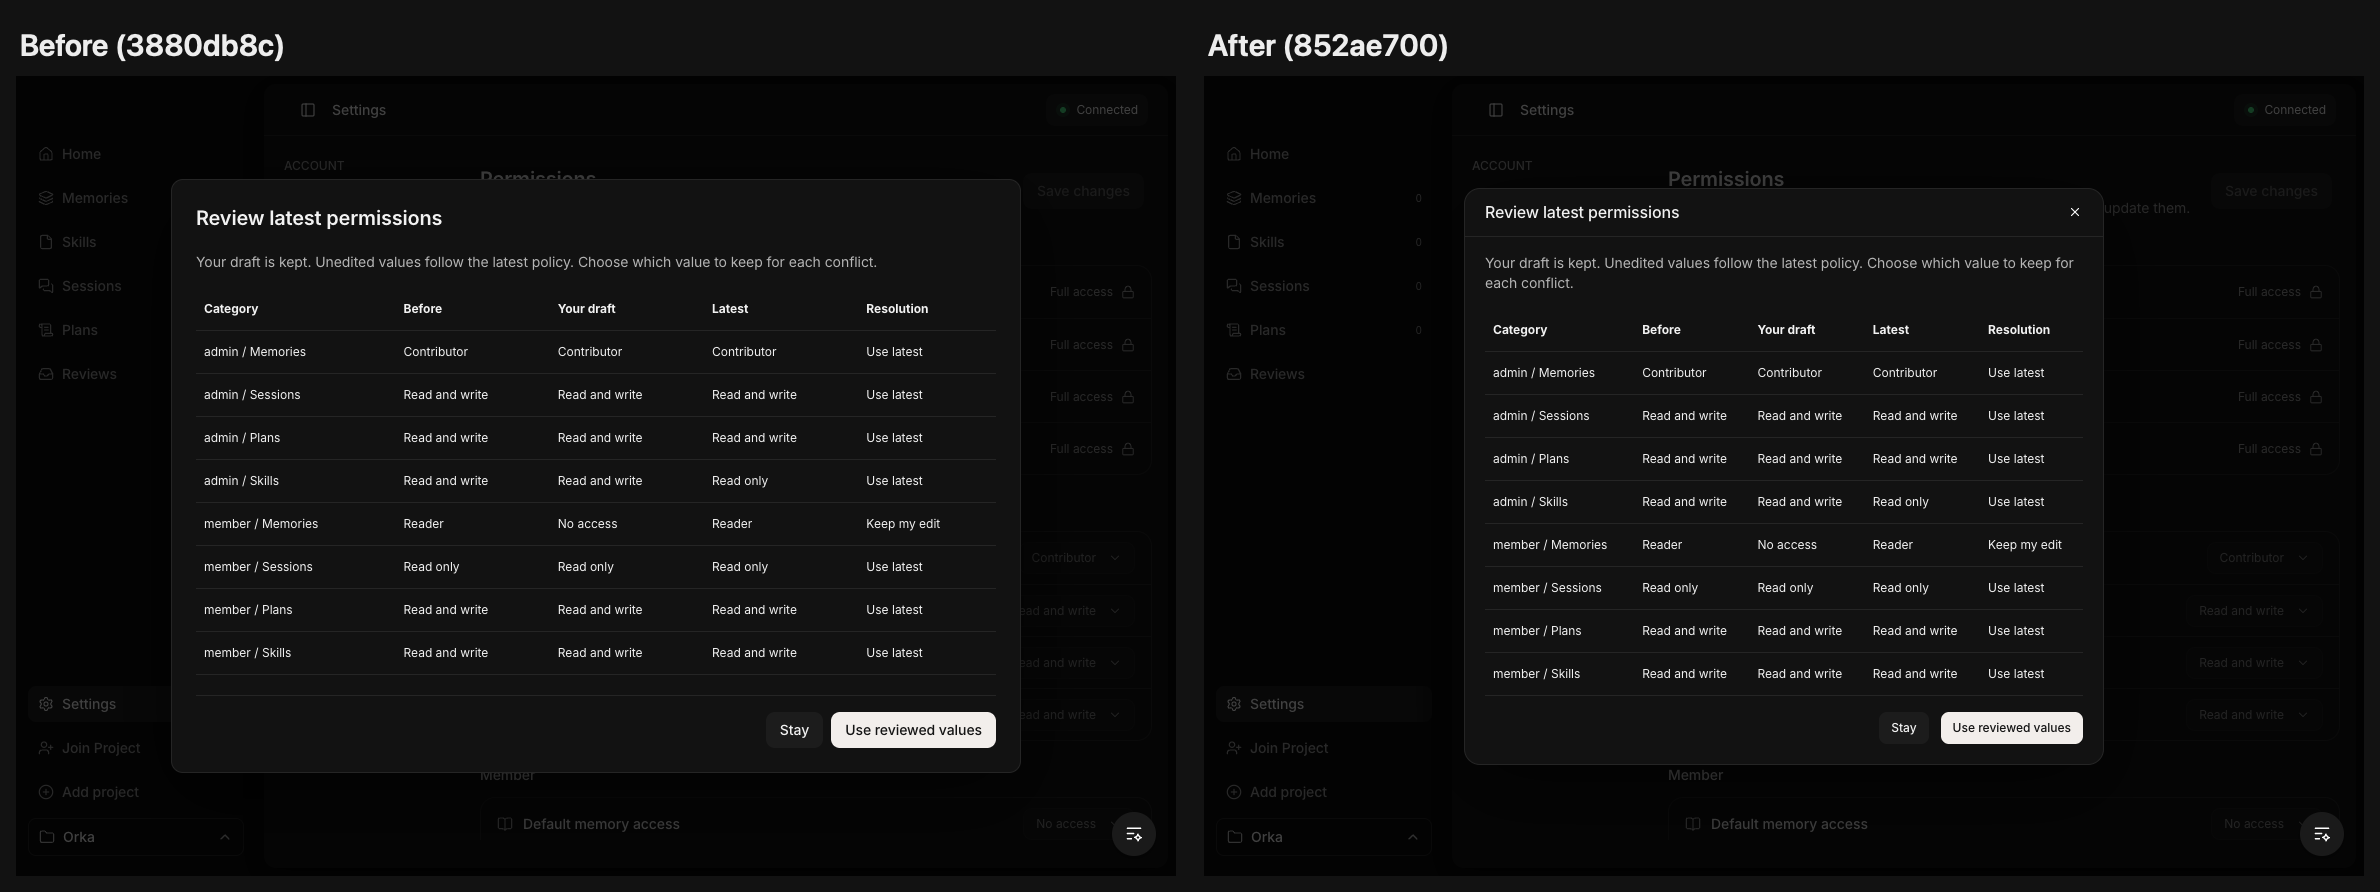 Before (3880db8c)
Settings
Connected
Home
ACCOUNT
Permissions
Save changes
Memories
Skills
Sessions
Plans
Reviews
Full access
Full access
Full access
Full access
Review latest permissions
Your draft is kept. Unedited values follow the latest policy. Choose which value to keep for each conflict.
Category Before Your draft Latest Resolution
admin / Memories Contributor Contributor Contributor Use latest
admin / Sessions Read and write Read and write Read and write Use latest
admin / Plans Read and write Read and write Read and write Use latest
admin / Skills Read and write Read and write Read only Use latest
member / Memories Reader No access Reader Keep my edit
member / Sessions Read only Read only Read only Use latest
member / Plans Read and write Read and write Read and write Use latest
member / Skills Read and write Read and write Read and write Use latest
Stay Use reviewed values
Contributor
ead and write
ead and write
ead and write
Settings
Join Project
Add project
Orka
Member
Default memory access
No access
After (852ae700)
Settings
Connected
Home
ACCOUNT
Permissions
Save changes
update them.
Memories 0
Skills 0
Sessions 0
Plans 0
Reviews
Full access
Full access
Full access
Full access
Review latest permissions
Your draft is kept. Unedited values follow the latest policy. Choose which value to keep for
each conflict.
Category Before Your draft Latest Resolution
admin / Memories Contributor Contributor Contributor Use latest
admin / Sessions Read and write Read and write Read and write Use latest
admin / Plans Read and write Read and write Read and write Use latest
admin / Skills Read and write Read and write Read only Use latest
member / Memories Reader No access Reader Keep my edit
member / Sessions Read only Read only Read only Use latest
member / Plans Read and write Read and write Read and write Use latest
member / Skills Read and write Read and write Read and write Use latest
Stay Use reviewed values
Contributor
Read and write
Read and write
Read and write
Settings
Join Project
Add project
Orka
Member
Default memory access
No access